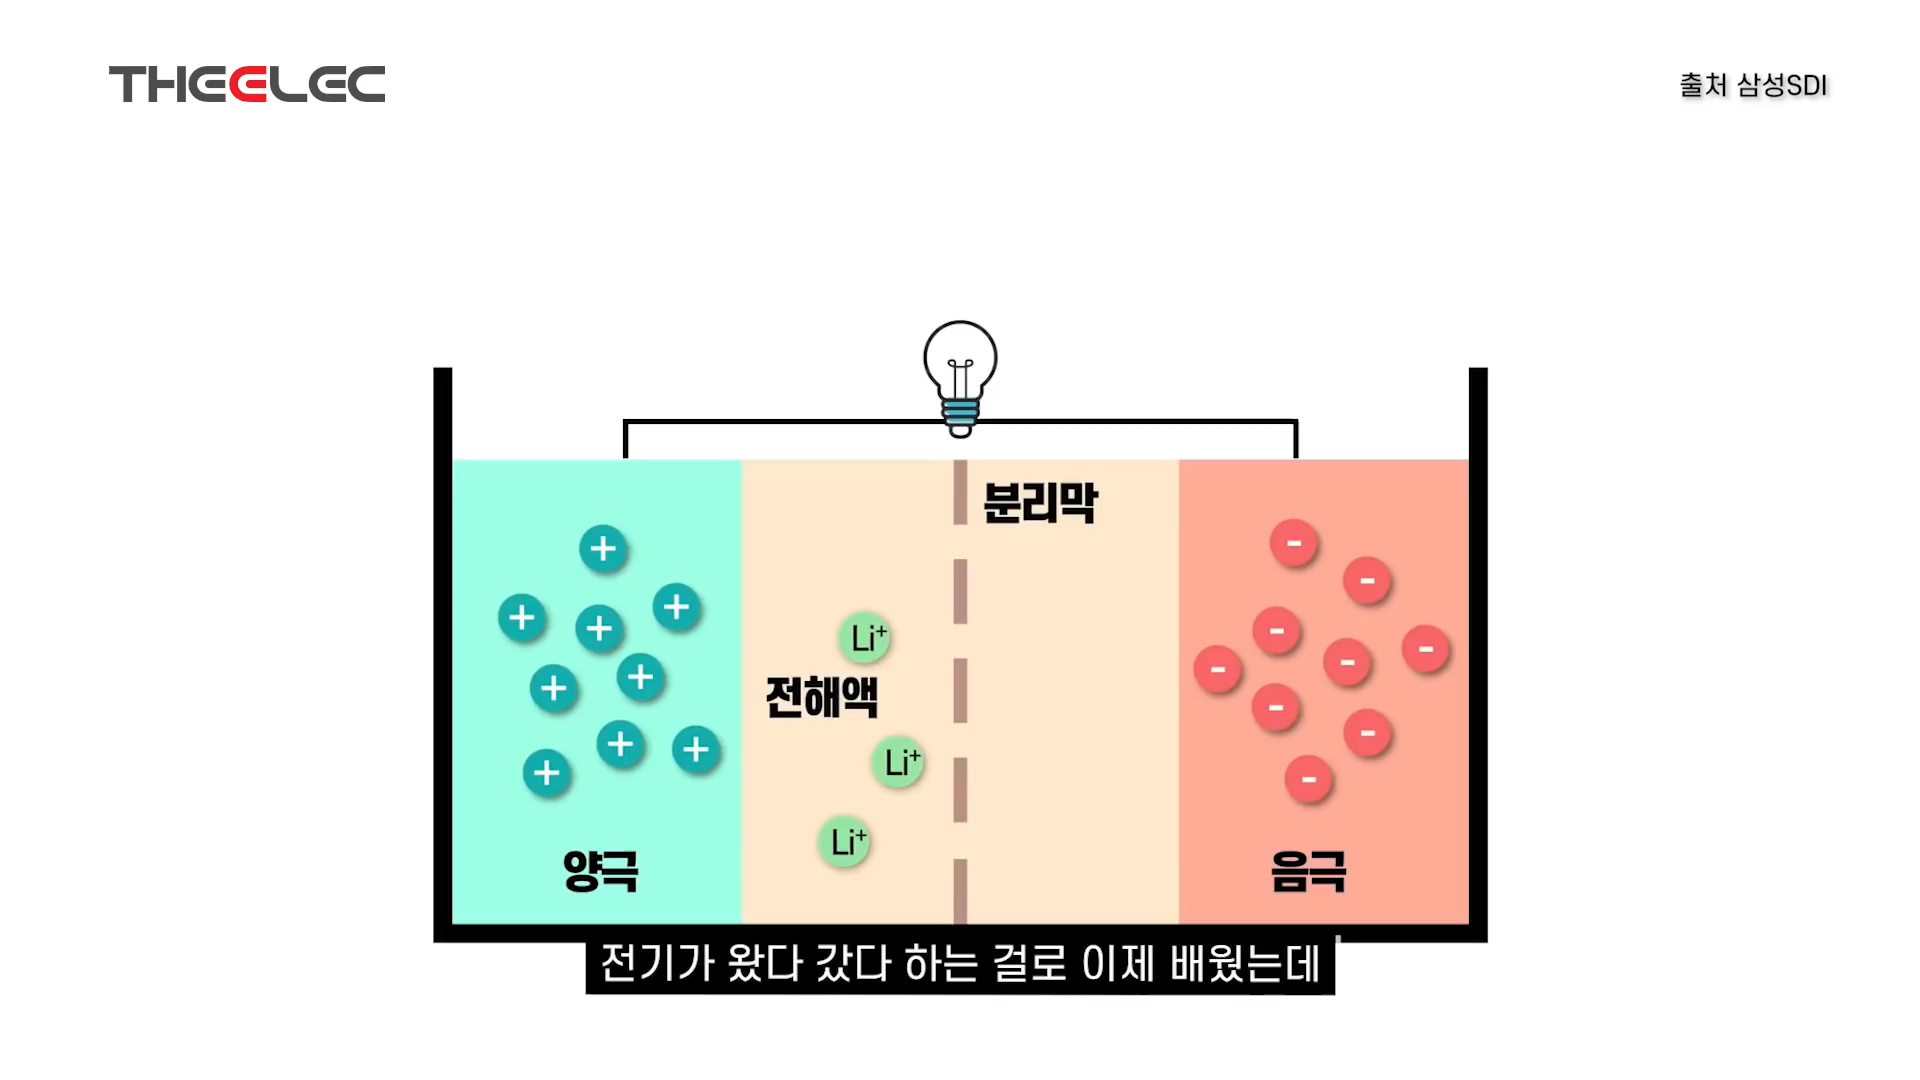 THEELEC
출처 삼성SDI
분리막
+
+
+
+
+
+
+
+
+
Li⁺
전해액
Li⁺
Li⁺
-
-
-
-
-
-
-
-
-
양극
음극
전기가 왔다 갔다 하는 걸로 이제 배웠는데